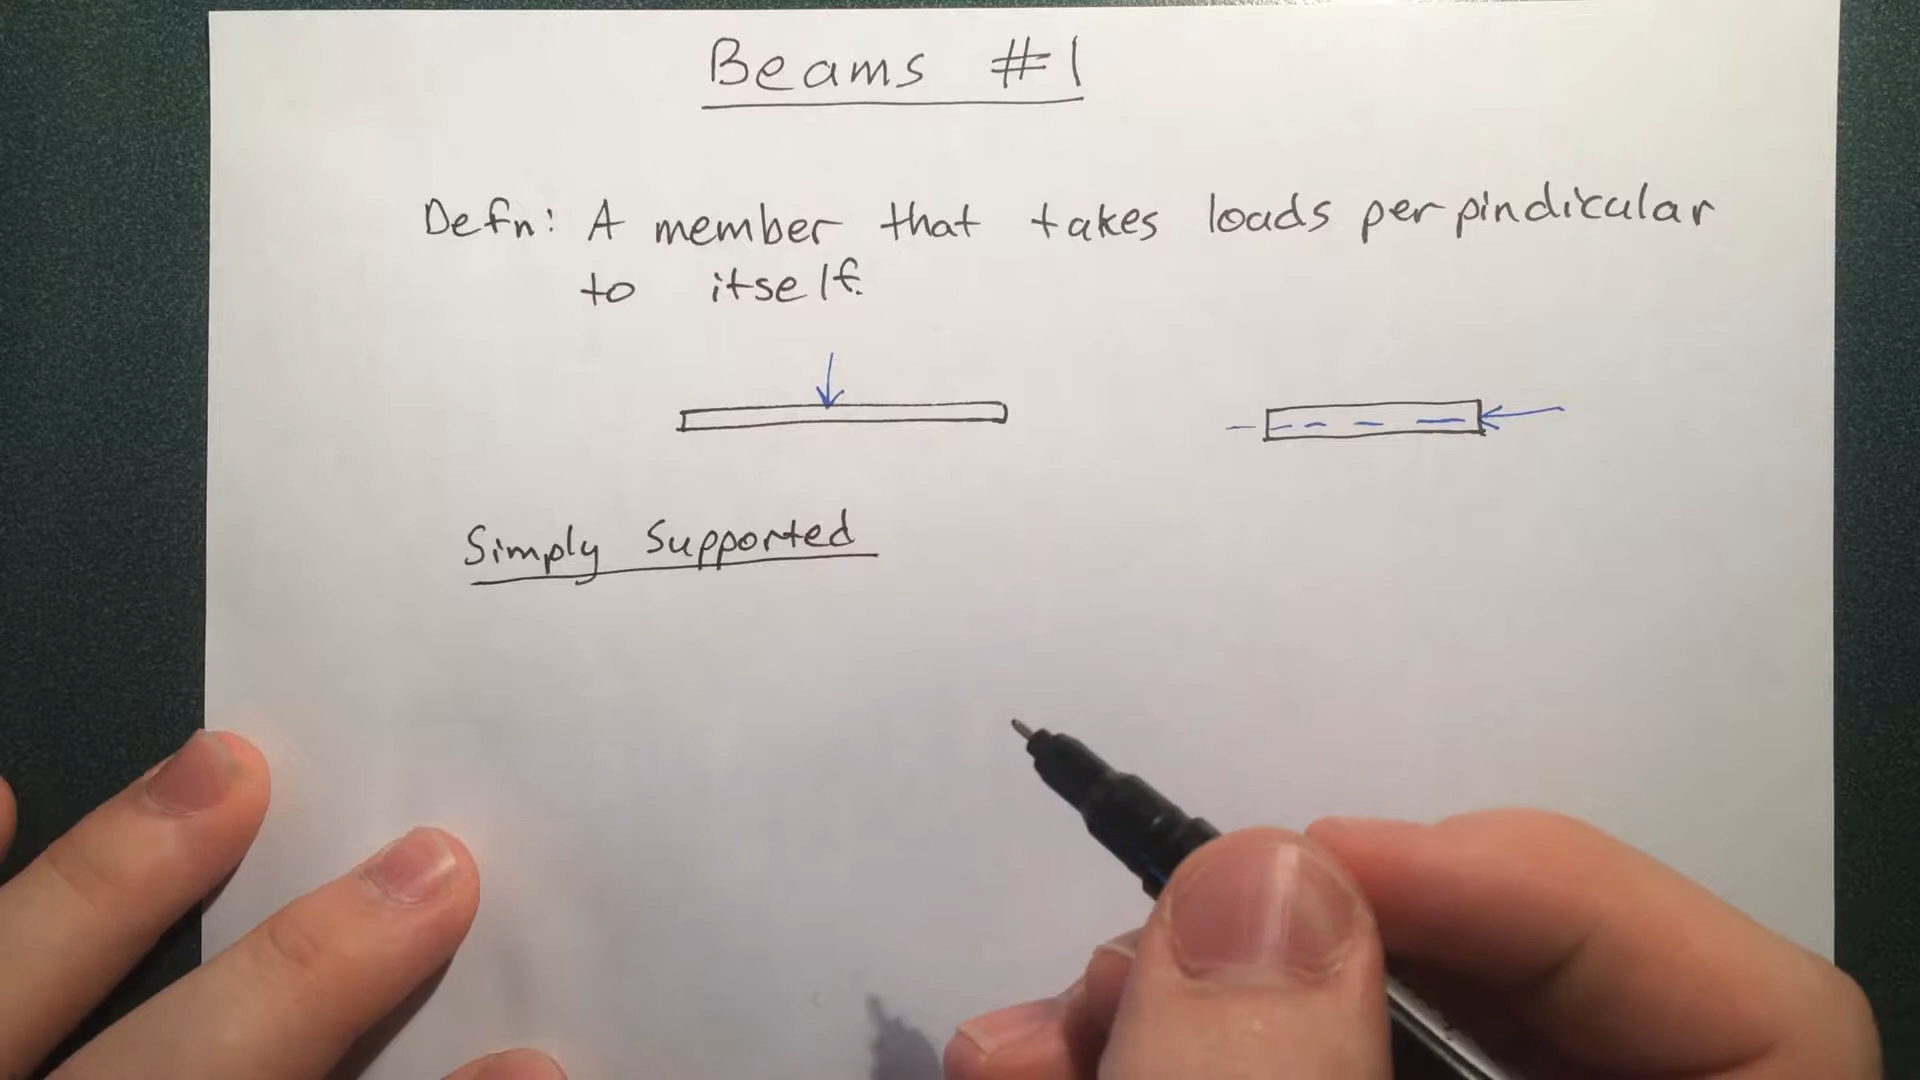 Beams #1
Defn: A member that takes loads perpindicular
to itself.
Simply Supported